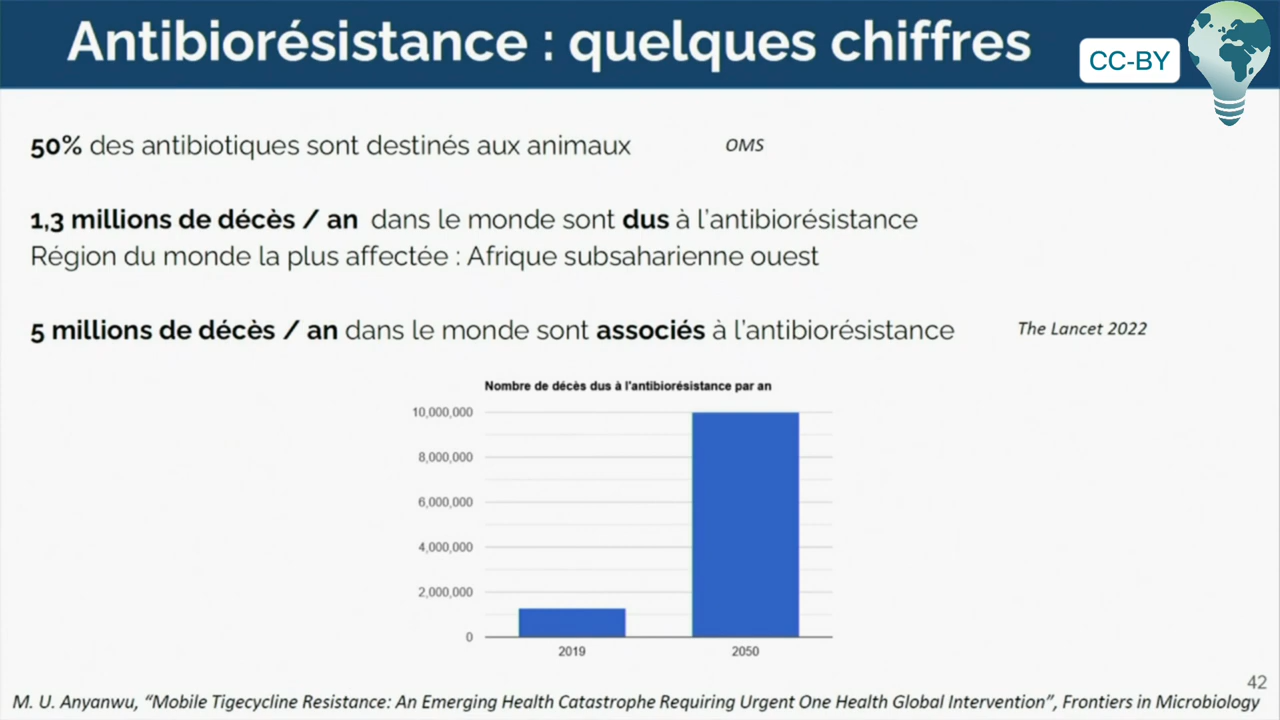 Antibiorésistance : quelques chiffres
CC-BY
50% des antibiotiques sont destinés aux animaux OMS
1,3 millions de décès / an dans le monde sont dus à l'antibiorésistance
Région du monde la plus affectée : Afrique subsaharienne ouest
5 millions de décès / an dans le monde sont associés à l'antibiorésistance The Lancet 2022
Nombre de décès dus à l'antibiorésistance par an
10,000,000
8,000,000
6,000,000
4,000,000
2,000,000
0
2019 2050
42
M. U. Anyanwu, “Mobile Tigecycline Resistance: An Emerging Health Catastrophe Requiring Urgent One Health Global Intervention”, Frontiers in Microbiology